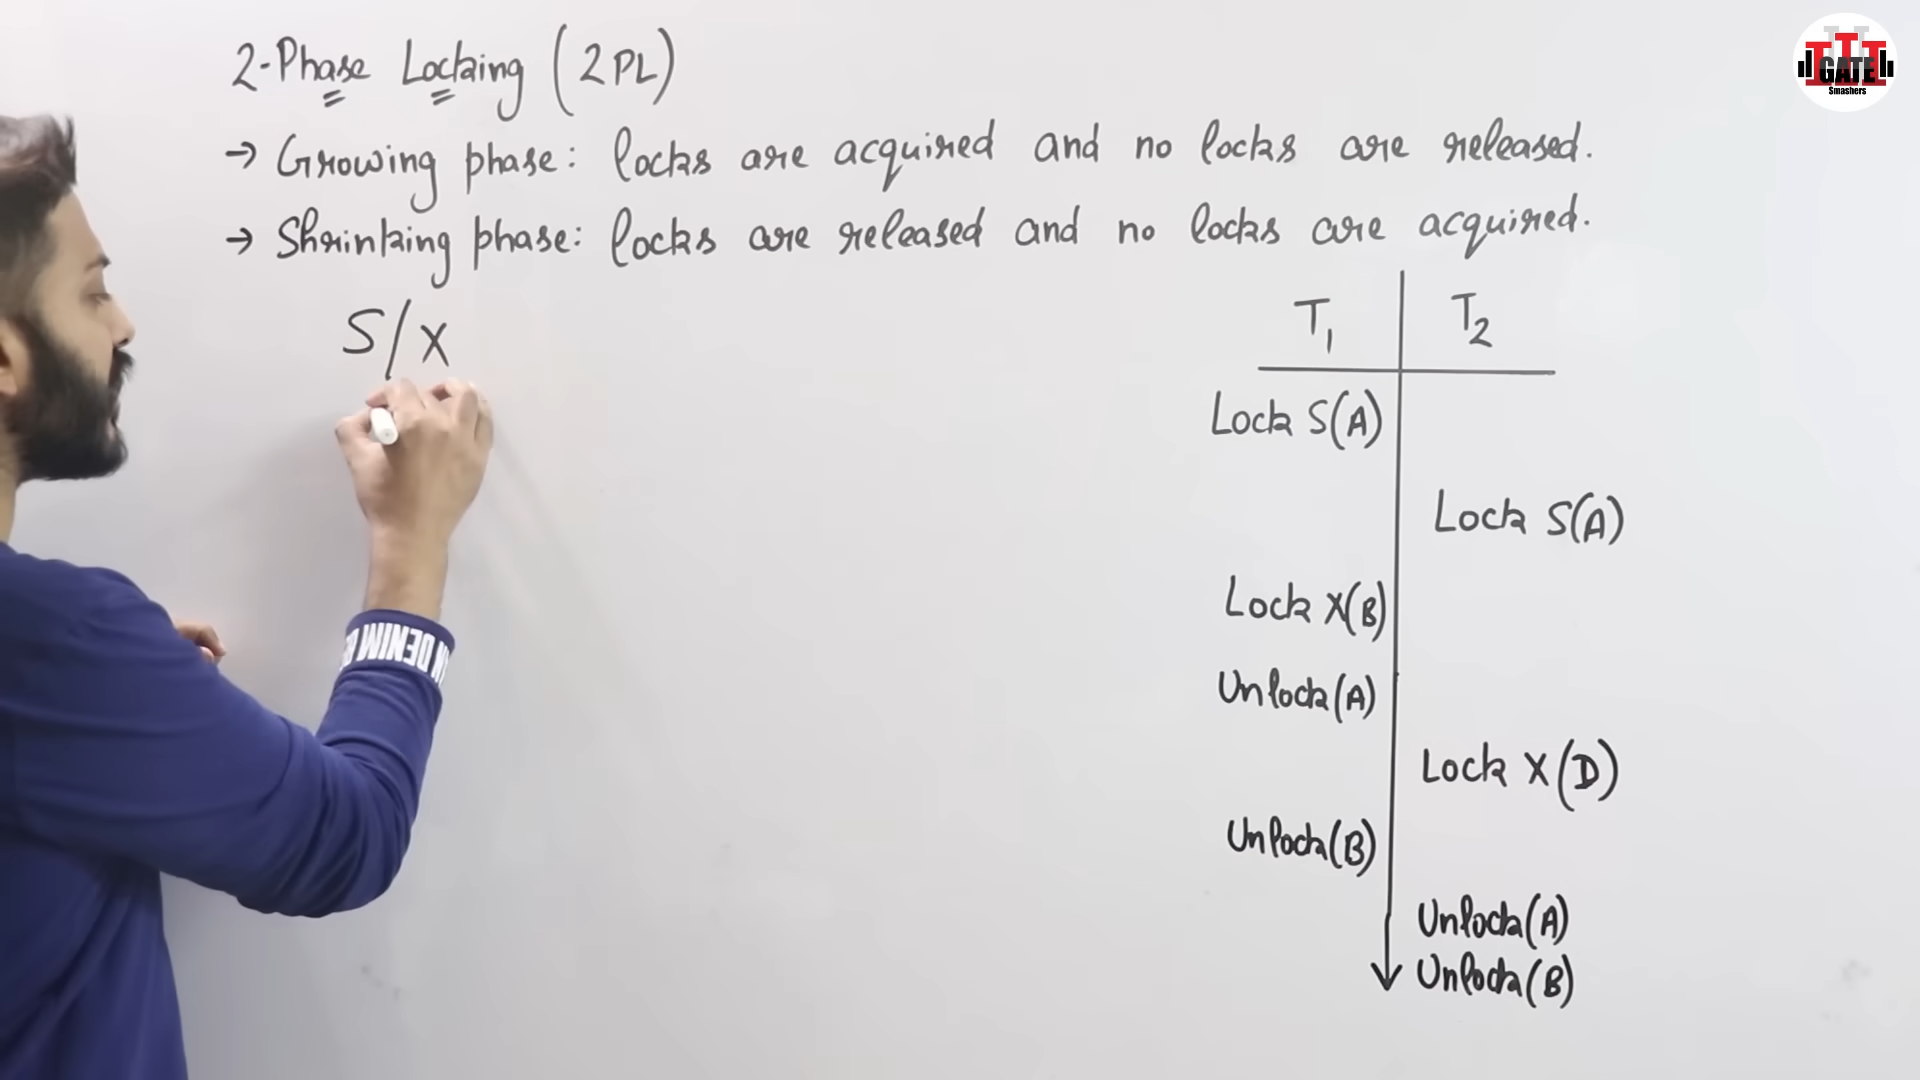 2-Phase Locking (2PL)
→ Growing phase: locks are acquired and no locks are released.
→ Shrinking phase: locks are released and no locks are acquired.
S/X
T₁ T₂
Lock S(A)
Lock S(A)
Lock X(B)
Unlock(A)
Lock X(D)
Unlock(B)
Unlock(A)
Unlock(B)
GATE
Smashers
DENIM